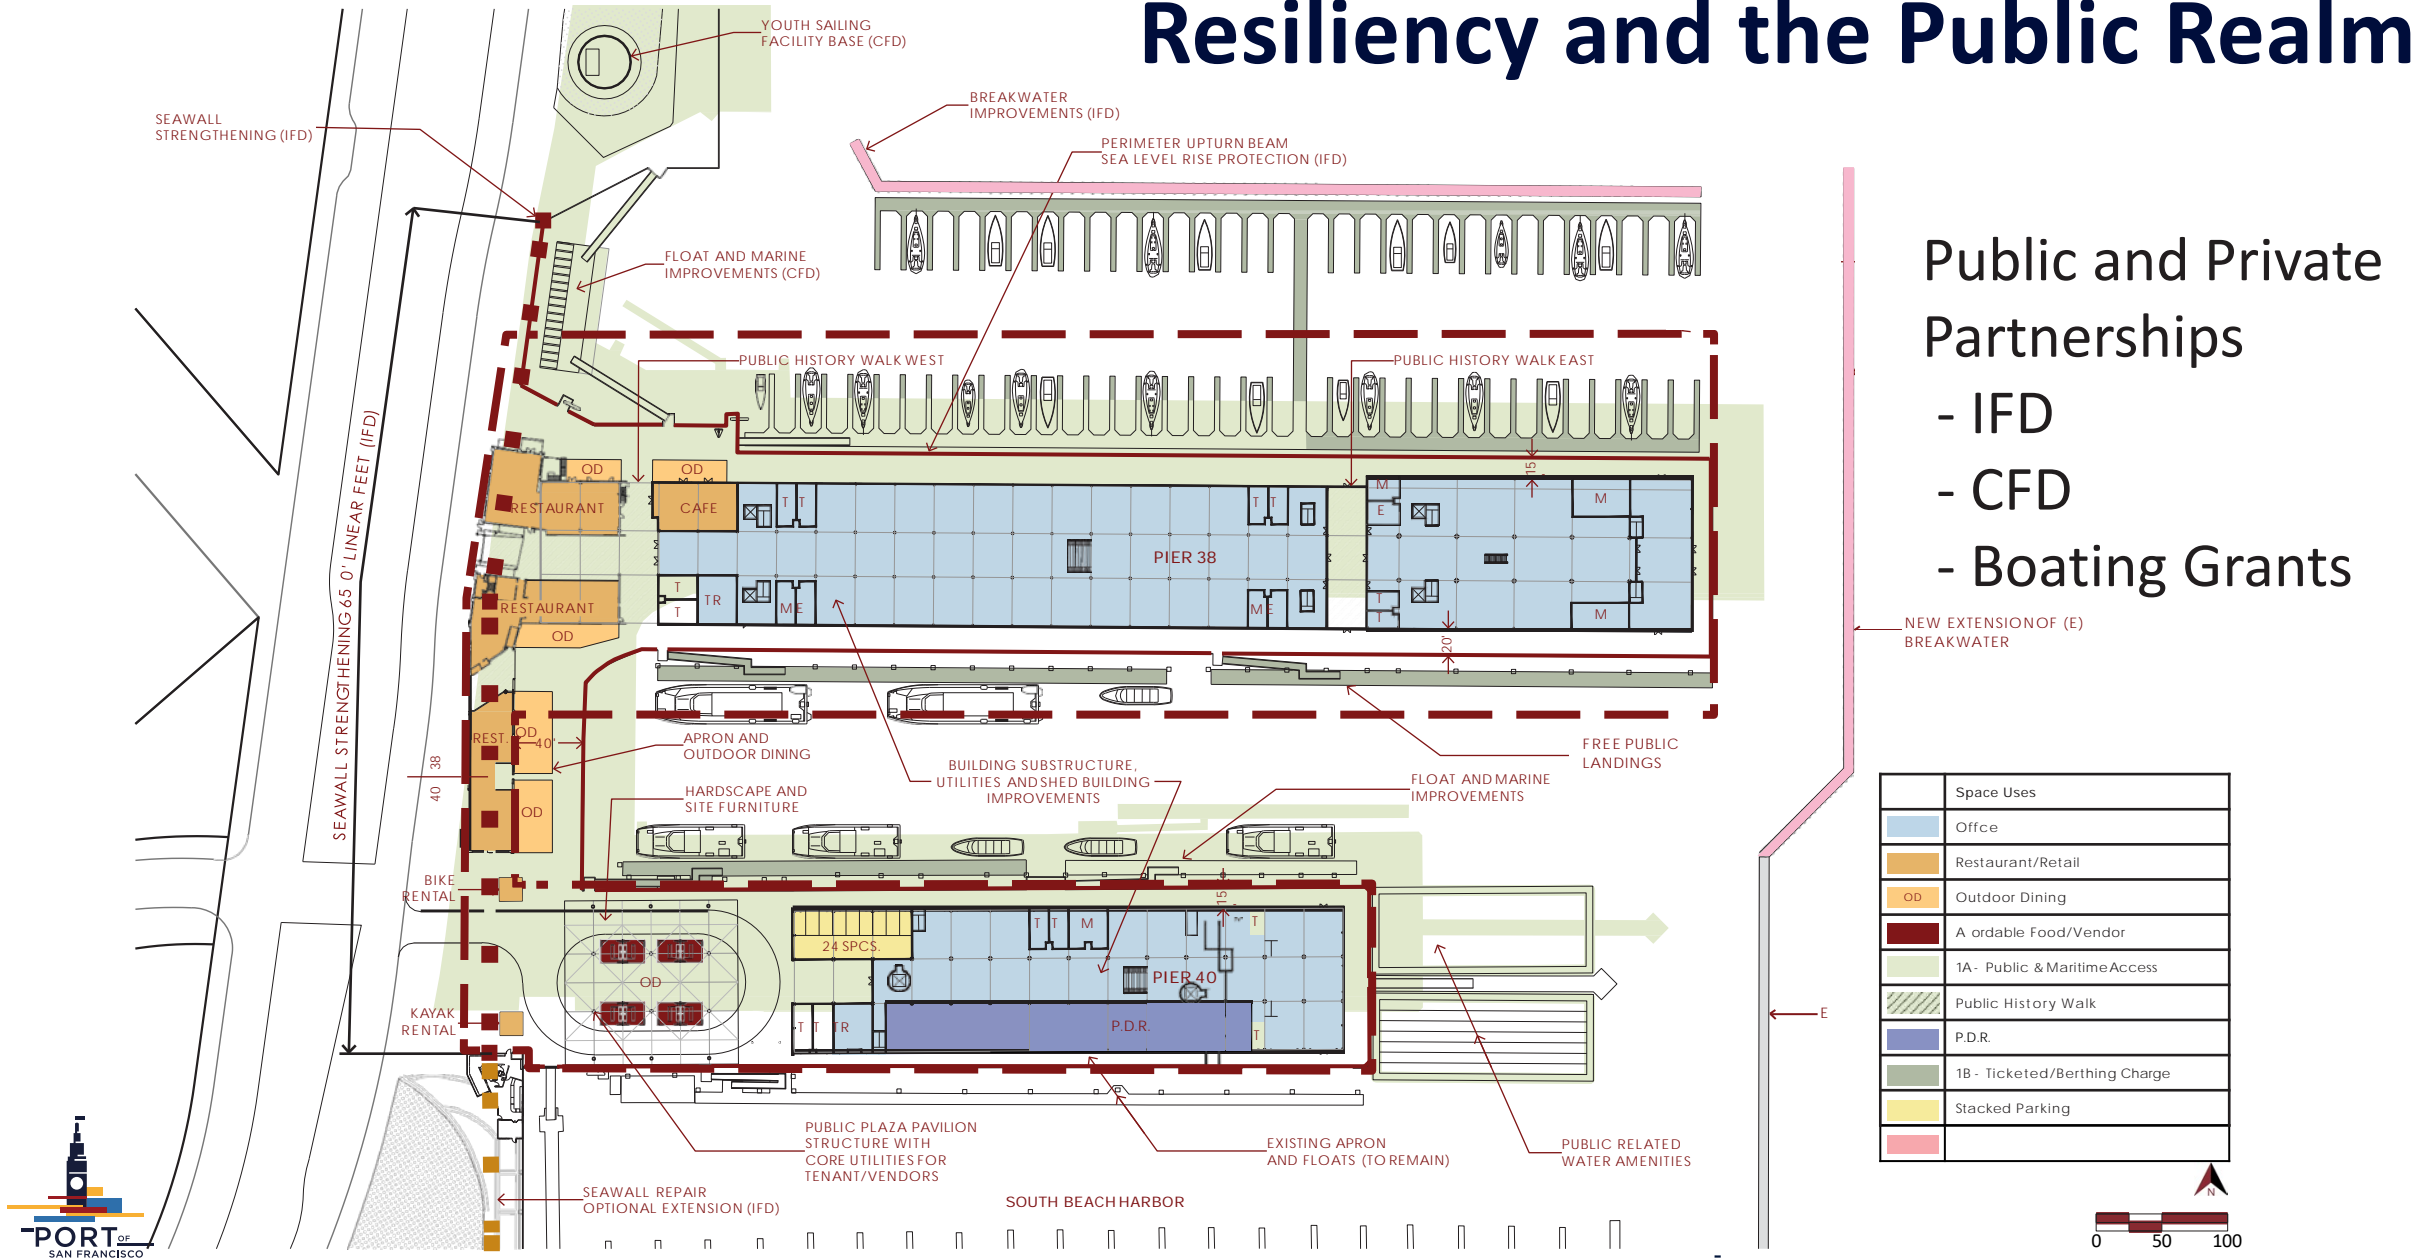 Resiliency and the Public Realm
YOUTH SAILING
FACILITY BASE (CFD)
BREAKWATER
IMPROVEMENTS (IFD)
SEAWALL
STRENGTHENING (IFD)
PERIMETER UPTURN BEAM
SEA LEVEL RISE PROTECTION (IFD)
FLOAT AND MARINE
IMPROVEMENTS (CFD)
Public and Private
Partnerships
- IFD
- CFD
- Boating Grants
PUBLIC HISTORY WALK WEST
PUBLIC HISTORY WALK EAST
SEAWALL STRENGTHENING 65 0' LINEAR FEET (IFD)
OD
OD
RESTAURANT
CAFE
T T
T T
M
E
M
15'
PIER 38
T
T
TR
M E
M E
T
T
M
RESTAURANT
OD
20'
NEW EXTENSION OF (E)
BREAKWATER
REST.
OD
40'
38
40
OD
APRON AND
OUTDOOR DINING
HARDSCAPE AND
SITE FURNITURE
BUILDING SUBSTRUCTURE,
UTILITIES AND SHED BUILDING
IMPROVEMENTS
FREE PUBLIC
LANDINGS
FLOAT AND MARINE
IMPROVEMENTS
BIKE
RENTAL
KAYAK
RENTAL
24 SPCS.
T T M
15'
T
PIER 40
OD
T T TR
P.D.R.
T
E
Space Uses
Offce
Restaurant/Retail
OD Outdoor Dining
A ordable Food/Vendor
1A - Public & Maritime Access
Public History Walk
P.D.R.
1B - Ticketed/Berthing Charge
Stacked Parking
PUBLIC PLAZA PAVILION
STRUCTURE WITH
CORE UTILITIES FOR
TENANT/VENDORS
EXISTING APRON
AND FLOATS (TO REMAIN)
PUBLIC RELATED
WATER AMENITIES
SEAWALL REPAIR
OPTIONAL EXTENSION (IFD)
SOUTH BEACH HARBOR
N
0 50 100
PORT OF
SAN FRANCISCO